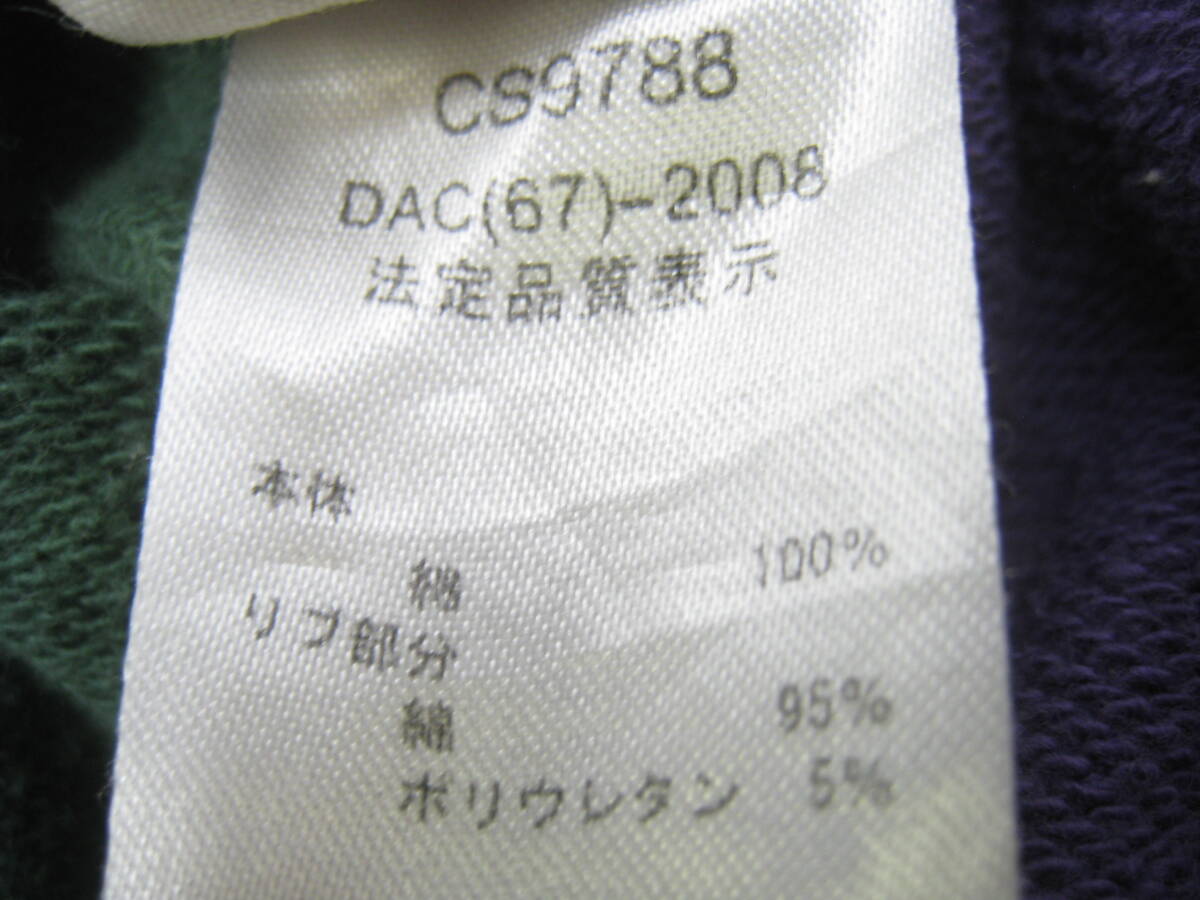 CS9788
DAC(67)-2008
法定品質表示
本体
綿 100%
リブ部分
綿 95%
ポリウレタン 5%